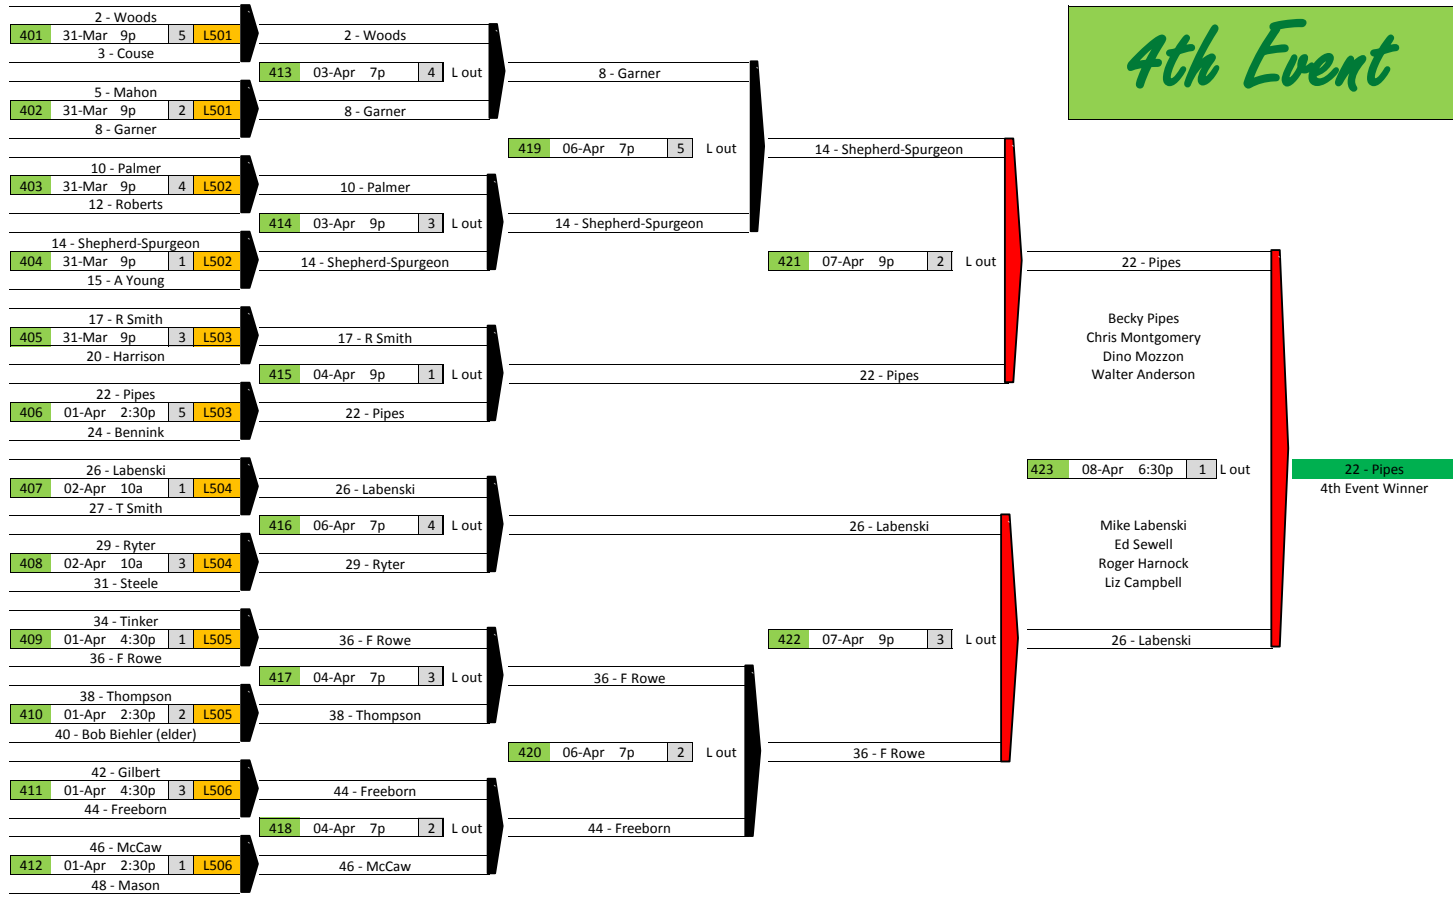 4th Event
2 - Woods
401 31-Mar 9p 5 L501
3 - Couse
2 - Woods
413 03-Apr 7p 4 L out
8 - Garner
5 - Mahon
402 31-Mar 9p 2 L501
8 - Garner
8 - Garner
419 06-Apr 7p 5 L out
14 - Shepherd-Spurgeon
10 - Palmer
403 31-Mar 9p 4 L502
12 - Roberts
10 - Palmer
414 03-Apr 9p 3 L out
14 - Shepherd-Spurgeon
14 - Shepherd-Spurgeon
404 31-Mar 9p 1 L502
15 - A Young
14 - Shepherd-Spurgeon
421 07-Apr 9p 2 L out
22 - Pipes
17 - R Smith
405 31-Mar 9p 3 L503
20 - Harrison
17 - R Smith
415 04-Apr 9p 1 L out
22 - Pipes
22 - Pipes
406 01-Apr 2:30p 5 L503
24 - Bennink
22 - Pipes
Becky Pipes
Chris Montgomery
Dino Mozzon
Walter Anderson
423 08-Apr 6:30p 1 L out
22 - Pipes
4th Event Winner
26 - Labenski
407 02-Apr 10a 1 L504
27 - T Smith
26 - Labenski
416 06-Apr 7p 4 L out
26 - Labenski
29 - Ryter
408 02-Apr 10a 3 L504
31 - Steele
29 - Ryter
Mike Labenski
Ed Sewell
Roger Harnock
Liz Campbell
34 - Tinker
409 01-Apr 4:30p 1 L505
36 - F Rowe
36 - F Rowe
422 07-Apr 9p 3 L out
26 - Labenski
417 04-Apr 7p 3 L out
36 - F Rowe
38 - Thompson
410 01-Apr 2:30p 2 L505
40 - Bob Biehler (elder)
38 - Thompson
420 06-Apr 7p 2 L out
36 - F Rowe
42 - Gilbert
411 01-Apr 4:30p 3 L506
44 - Freeborn
44 - Freeborn
418 04-Apr 7p 2 L out
44 - Freeborn
46 - McCaw
412 01-Apr 2:30p 1 L506
48 - Mason
46 - McCaw